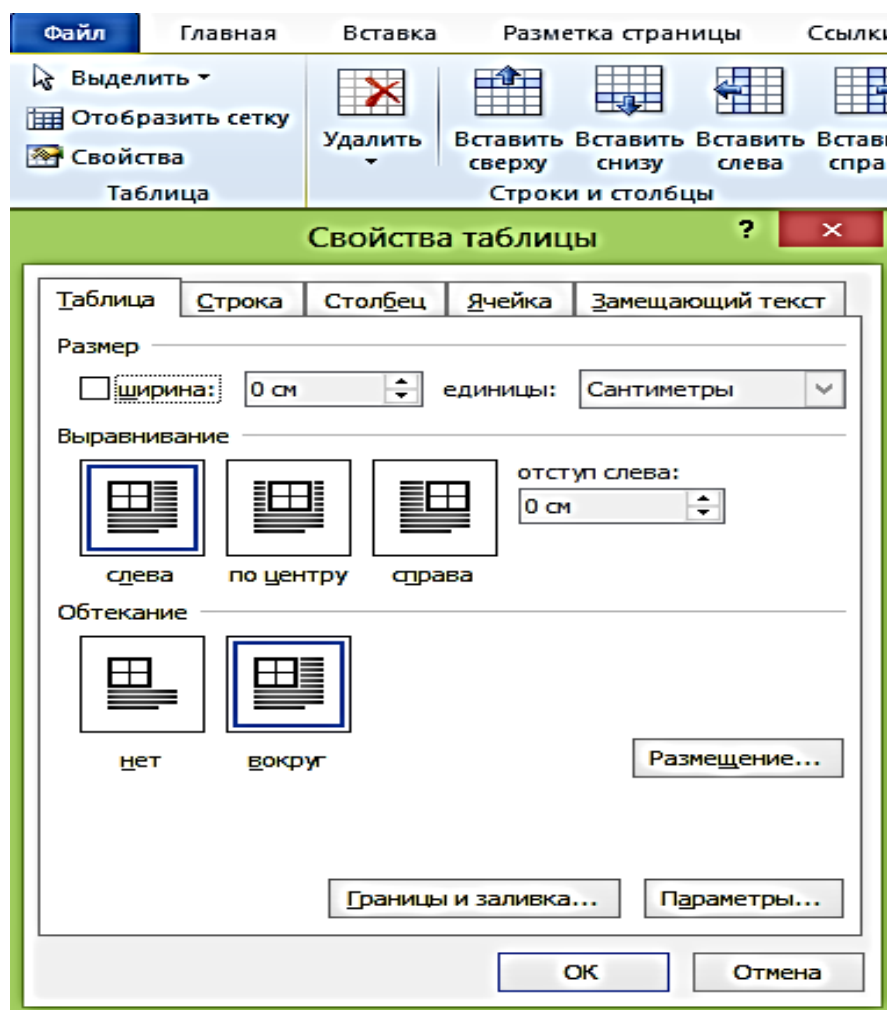 Файл Главная Вставка Разметка страницы
Выделить
Отобразить сетку
Свойства
Удалить Вставить сверху Вставить снизу Вставить слева
Таблица Строки и столбцы
Свойства таблицы ? ×
Таблица Строка Столбец Ячейка Замещающий текст
Размер
ширина: 0 см единицы: Сантиметры
Выравнивание
отступ слева:
0 см
слева по центру справа
Обтекание
нет вокруг
Размещение...
Границы и заливка... Параметры...
ОК Отмена